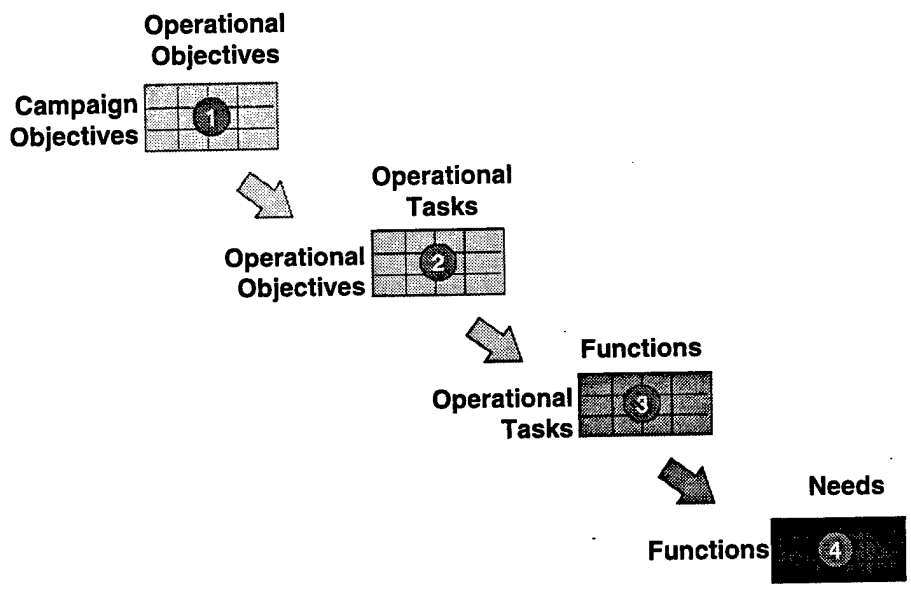 Operational
Objectives
Campaign
Objectives
1
Operational
Tasks
Operational
Objectives
2
Functions
Operational
Tasks
3
Needs
Functions
4